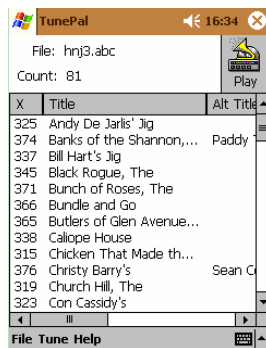 TunePal 16:34
File: hnj3.abc
Count: 81
Play
X Title Alt Title
325 Andy De Jarlis' Jig
374 Banks of the Shannon,... Paddy
337 Bill Hart's Jig
345 Black Rogue, The
371 Bunch of Roses, The
366 Bundle and Go
365 Butlers of Glen Avenue...
338 Caliope House
315 Chicken That Made th...
376 Christy Barry's Sean
319 Church Hill, The
323 Con Cassidy's
File Tune Help